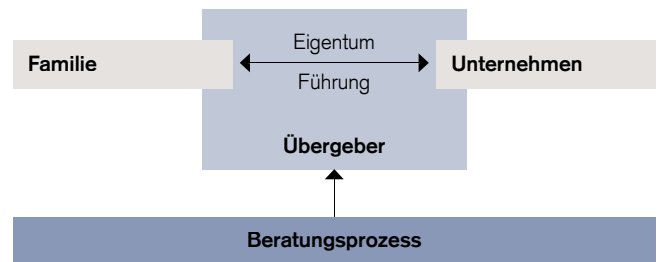 Eigentum
Familie
Unternehmen
Führung
Übergeber
Beratungsprozess